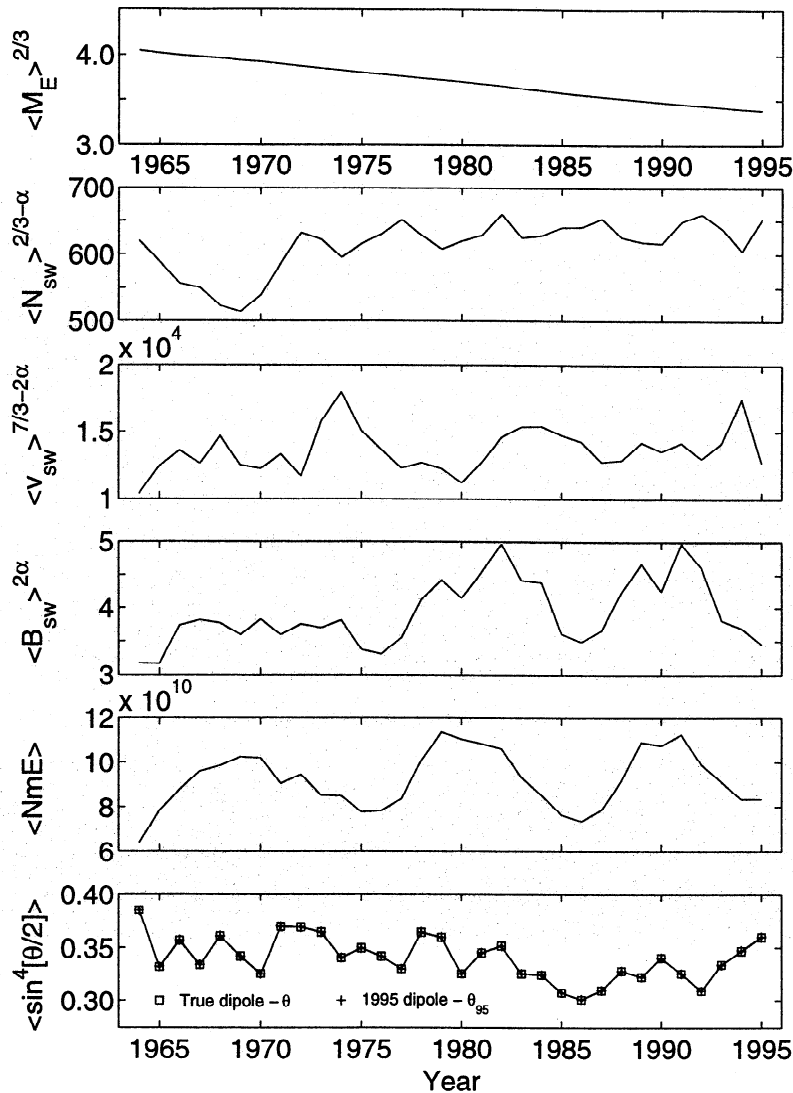 <M_E>^2/3
4.0
3.0
1965 1970 1975 1980 1985 1990 1995
<N_sw>^2/3–α
700
600
500
x 10^4
<v_sw>^7/3–2α
2
1.5
1
<B_sw>^2α
5
4
3
x 10^10
<NmE>
12
10
8
6
<sin^4[θ/2]>
0.40
0.35
0.30
True dipole – θ + 1995 dipole – θ_95
1965 1970 1975 1980 1985 1990 1995
Year